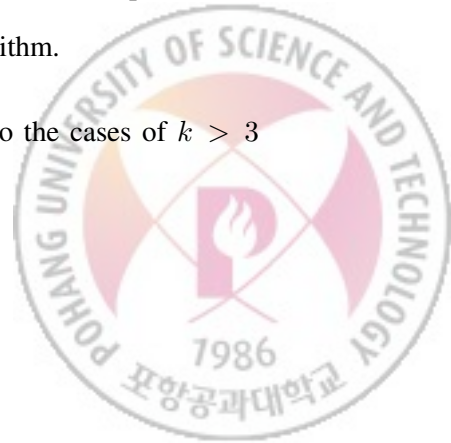 ithm.
o the cases of k > 3
POHANG UNIVERSITY OF SCIENCE AND TECHNOLOGY
P
1986
포항공과대학교